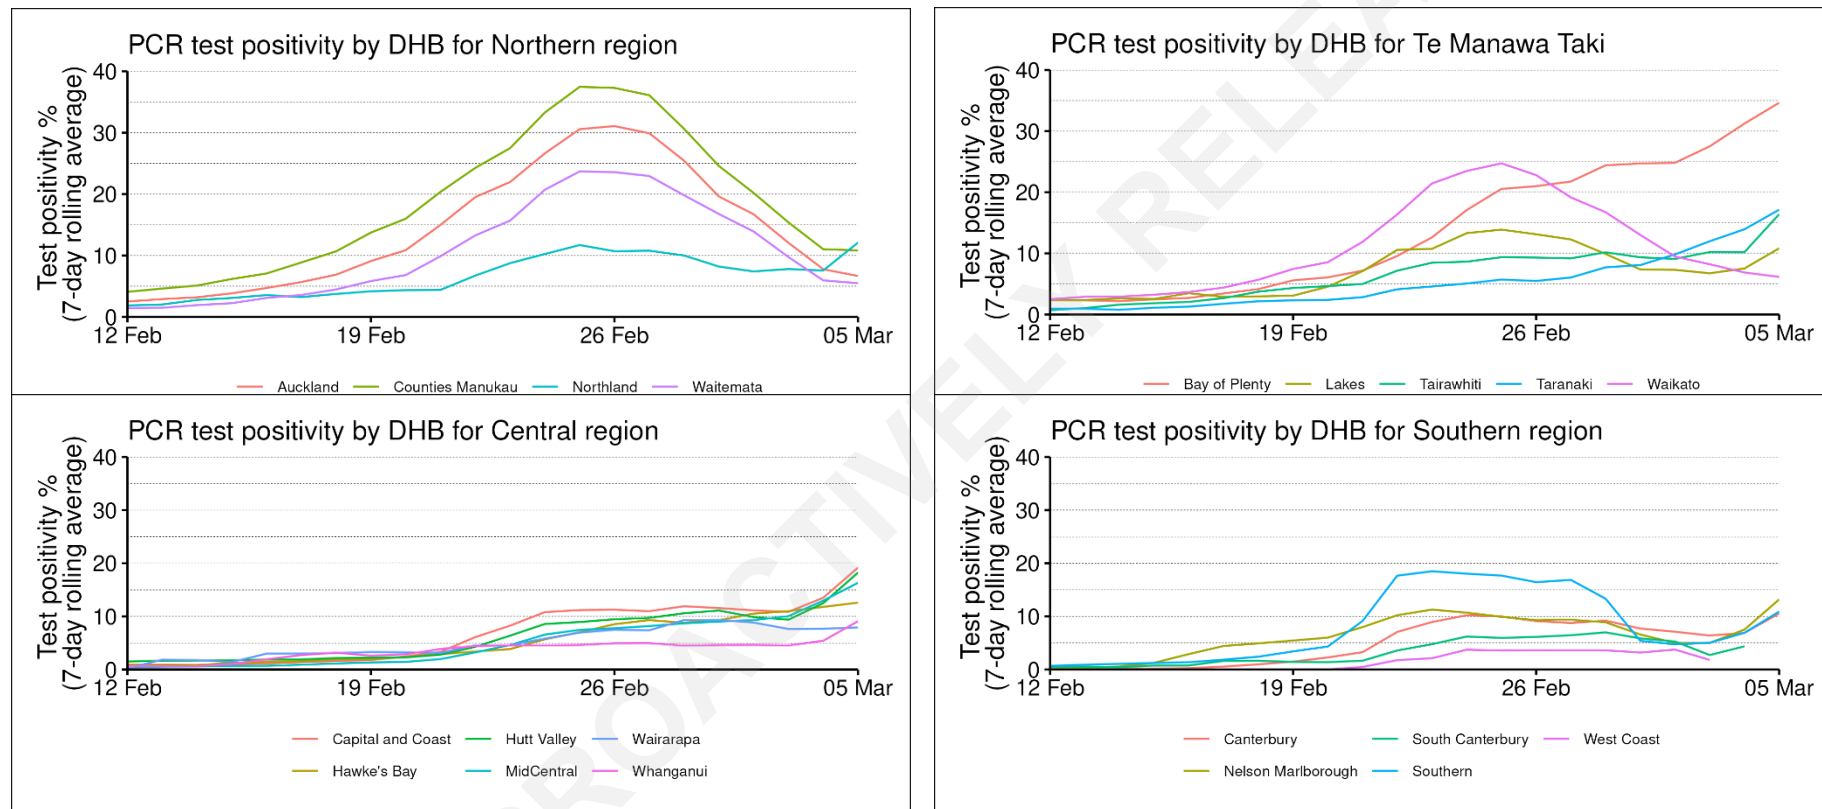 PCR test positivity by DHB for Northern region
Test positivity %
(7-day rolling average)
40
30
20
10
0
12 Feb
19 Feb
26 Feb
05 Mar
Auckland
Counties Manukau
Northland
Waitemata
PCR test positivity by DHB for Te Manawa Taki
Test positivity %
(7-day rolling average)
40
30
20
10
0
12 Feb
19 Feb
26 Feb
05 Mar
Bay of Plenty
Lakes
Tairawhiti
Taranaki
Waikato
PCR test positivity by DHB for Central region
Test positivity %
(7-day rolling average)
40
30
20
10
0
12 Feb
19 Feb
26 Feb
05 Mar
Capital and Coast
Hutt Valley
Wairarapa
Hawke's Bay
MidCentral
Whanganui
PCR test positivity by DHB for Southern region
Test positivity %
(7-day rolling average)
40
30
20
10
0
12 Feb
19 Feb
26 Feb
05 Mar
Canterbury
South Canterbury
West Coast
Nelson Marlborough
Southern
PROACTIVELY RELEA